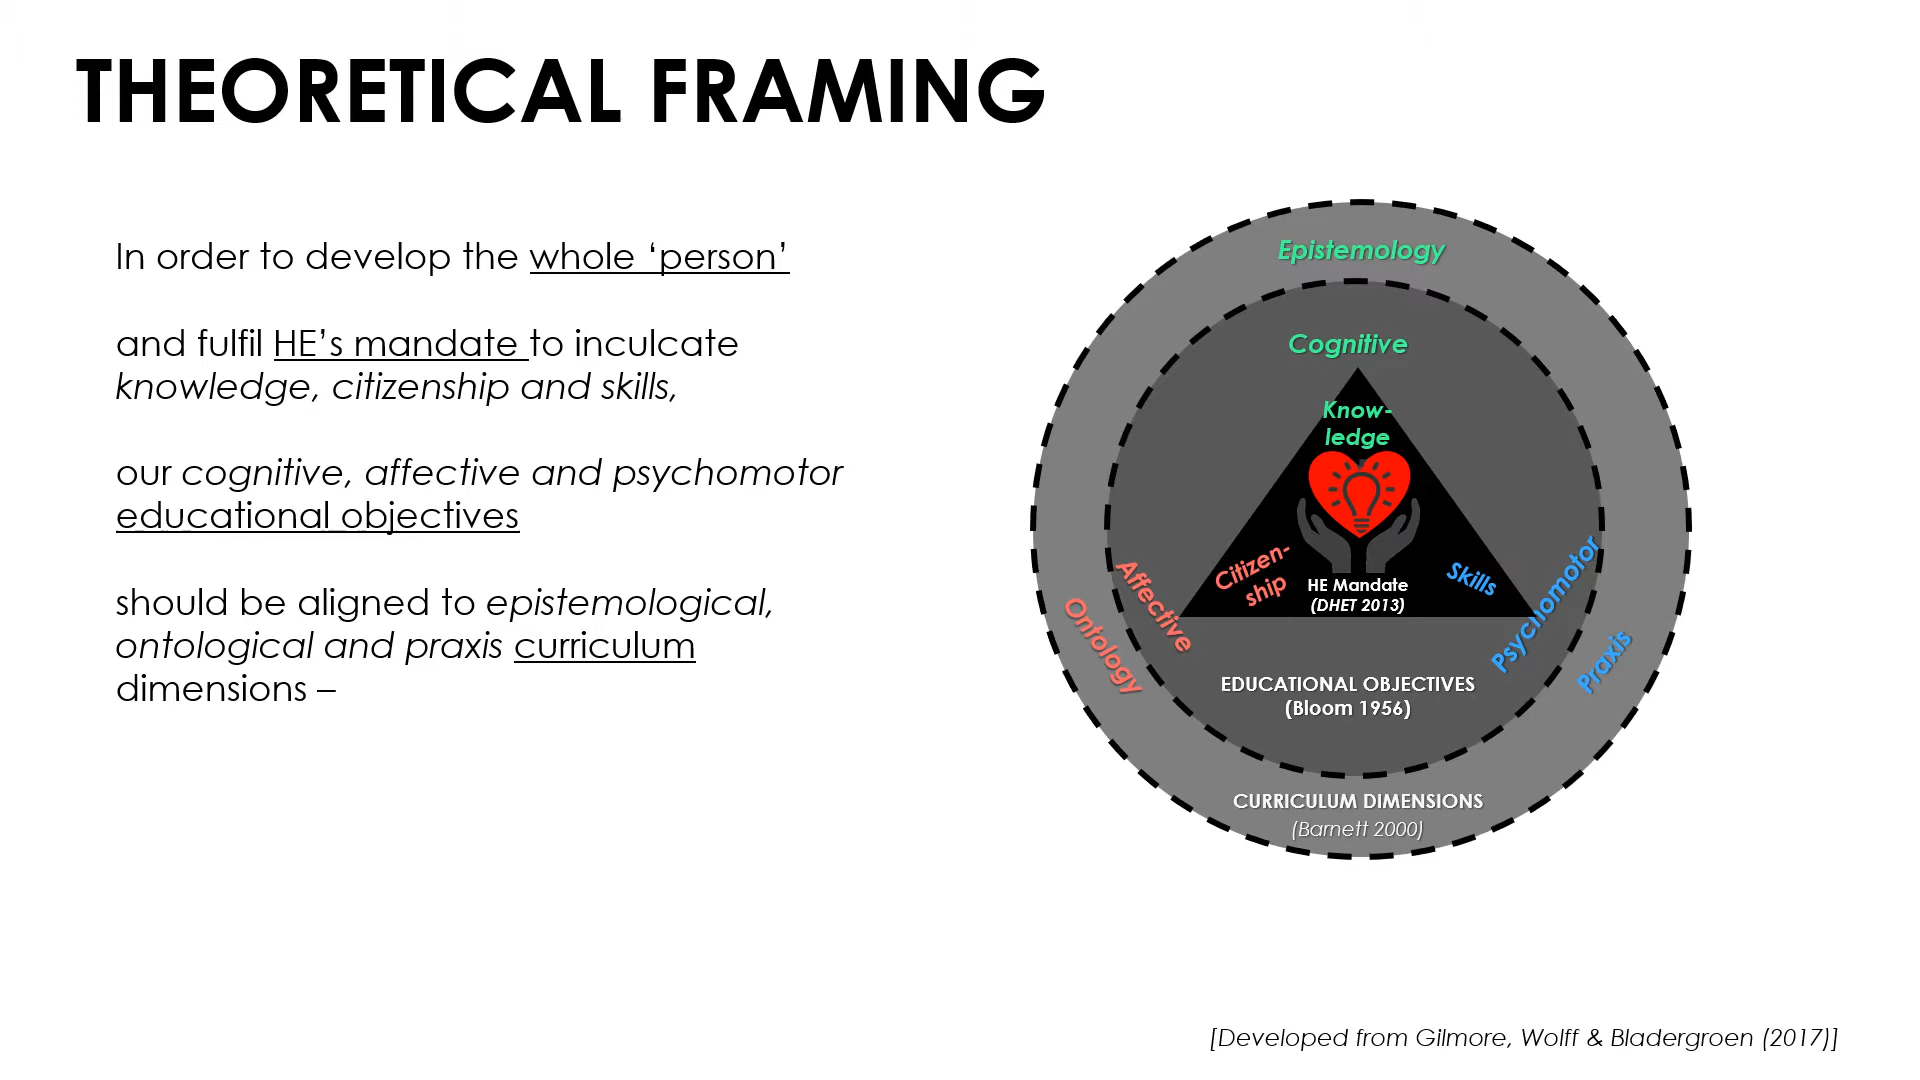 THEORETICAL FRAMING
In order to develop the whole ‘person’
and fulfil HE’s mandate to inculcate
knowledge, citizenship and skills,
our cognitive, affective and psychomotor
educational objectives
should be aligned to epistemological,
ontological and praxis curriculum
dimensions –
Epistemology
Cognitive
Know-
ledge
Citizen-
ship
HE Mandate
(DHET 2013)
Skills
Affective
Psychomotor
Ontology
Praxis
EDUCATIONAL OBJECTIVES
(Bloom 1956)
CURRICULUM DIMENSIONS
(Barnett 2000)
[Developed from Gilmore, Wolff & Bladergroen (2017)]